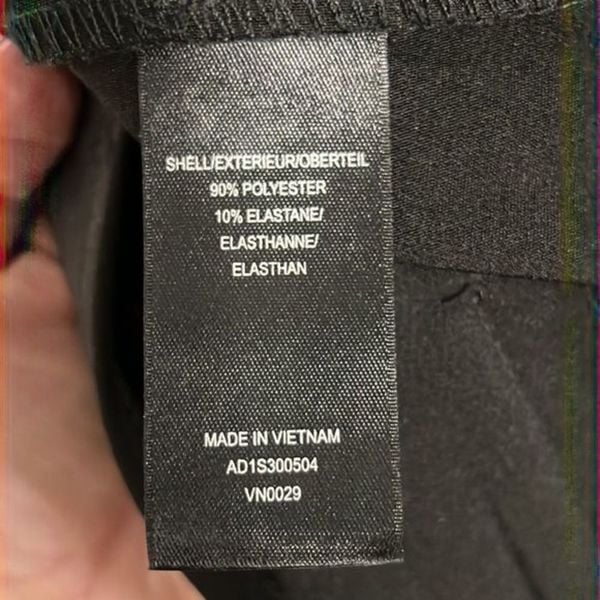 SHELL/EXTERIEUR/OBERTEIL
90% POLYESTER
10% ELASTANE/
ELASTHANNE/
ELASTHAN
MADE IN VIETNAM
AD1S300504
VN0029